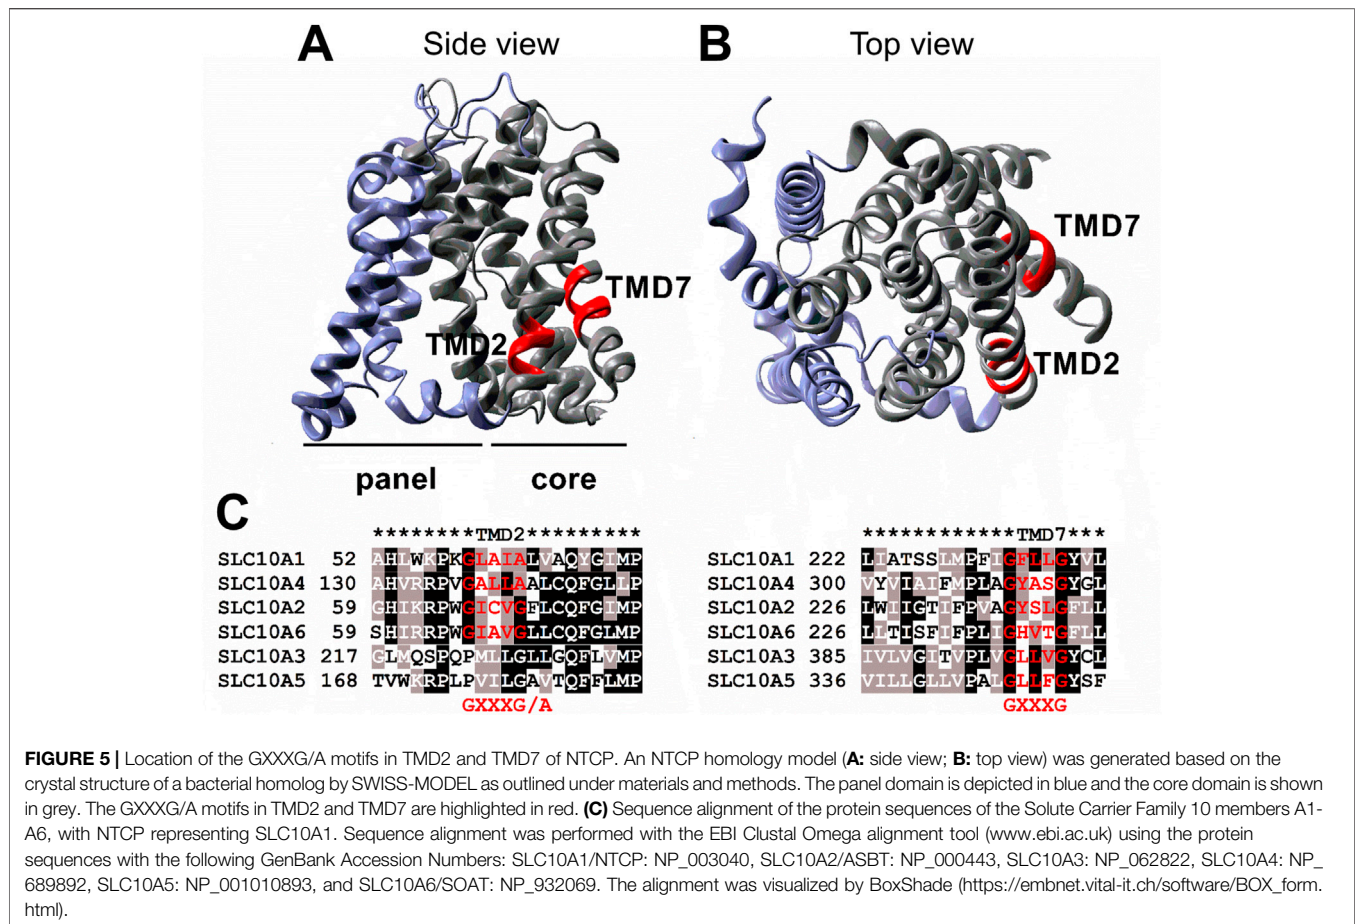 A Side view
B Top view
TMD7
TMD2
panel core
TMD7
TMD2
C
********TMD2*********
SLC10A1 52 AHLWKPKGLAIALVAQYGIMP
SLC10A4 130 AHVRRPVGALLAALCQFGLLP
SLC10A2 59 GHIKRPWGICVGFLCQFGIMP
SLC10A6 59 SHIRRPWGIAVGLLCQFGLMP
SLC10A3 217 GLMQSPQPMLLGLLGQFLVMP
SLC10A5 168 TVWKRPLPVILGAVTQFFLMP
GXXXG/A
************TMD7***
SLC10A1 222 LIATSSLMPFIGFLLGYVL
SLC10A4 300 VYVIAIFMPLAGYASGYGL
SLC10A2 226 LWIIGTIFPVAGYSLGFLL
SLC10A6 226 LLTISFIFPLIGHVTGFLL
SLC10A3 385 IVLVGITVPLVGLLVGYCL
SLC10A5 336 VILLGLLVPALGLLFGYSF
GXXXG
FIGURE 5 | Location of the GXXXG/A motifs in TMD2 and TMD7 of NTCP. An NTCP homology model (A: side view; B: top view) was generated based on the
crystal structure of a bacterial homolog by SWISS-MODEL as outlined under materials and methods. The panel domain is depicted in blue and the core domain is shown
in grey. The GXXXG/A motifs in TMD2 and TMD7 are highlighted in red. (C) Sequence alignment of the protein sequences of the Solute Carrier Family 10 members A1-
A6, with NTCP representing SLC10A1. Sequence alignment was performed with the EBI Clustal Omega alignment tool (www.ebi.ac.uk) using the protein
sequences with the following GenBank Accession Numbers: SLC10A1/NTCP: NP_003040, SLC10A2/ASBT: NP_000443, SLC10A3: NP_062822, SLC10A4: NP_
689892, SLC10A5: NP_001010893, and SLC10A6/SOAT: NP_932069. The alignment was visualized by BoxShade (https://embnet.vital-it.ch/software/BOX_form.
html).